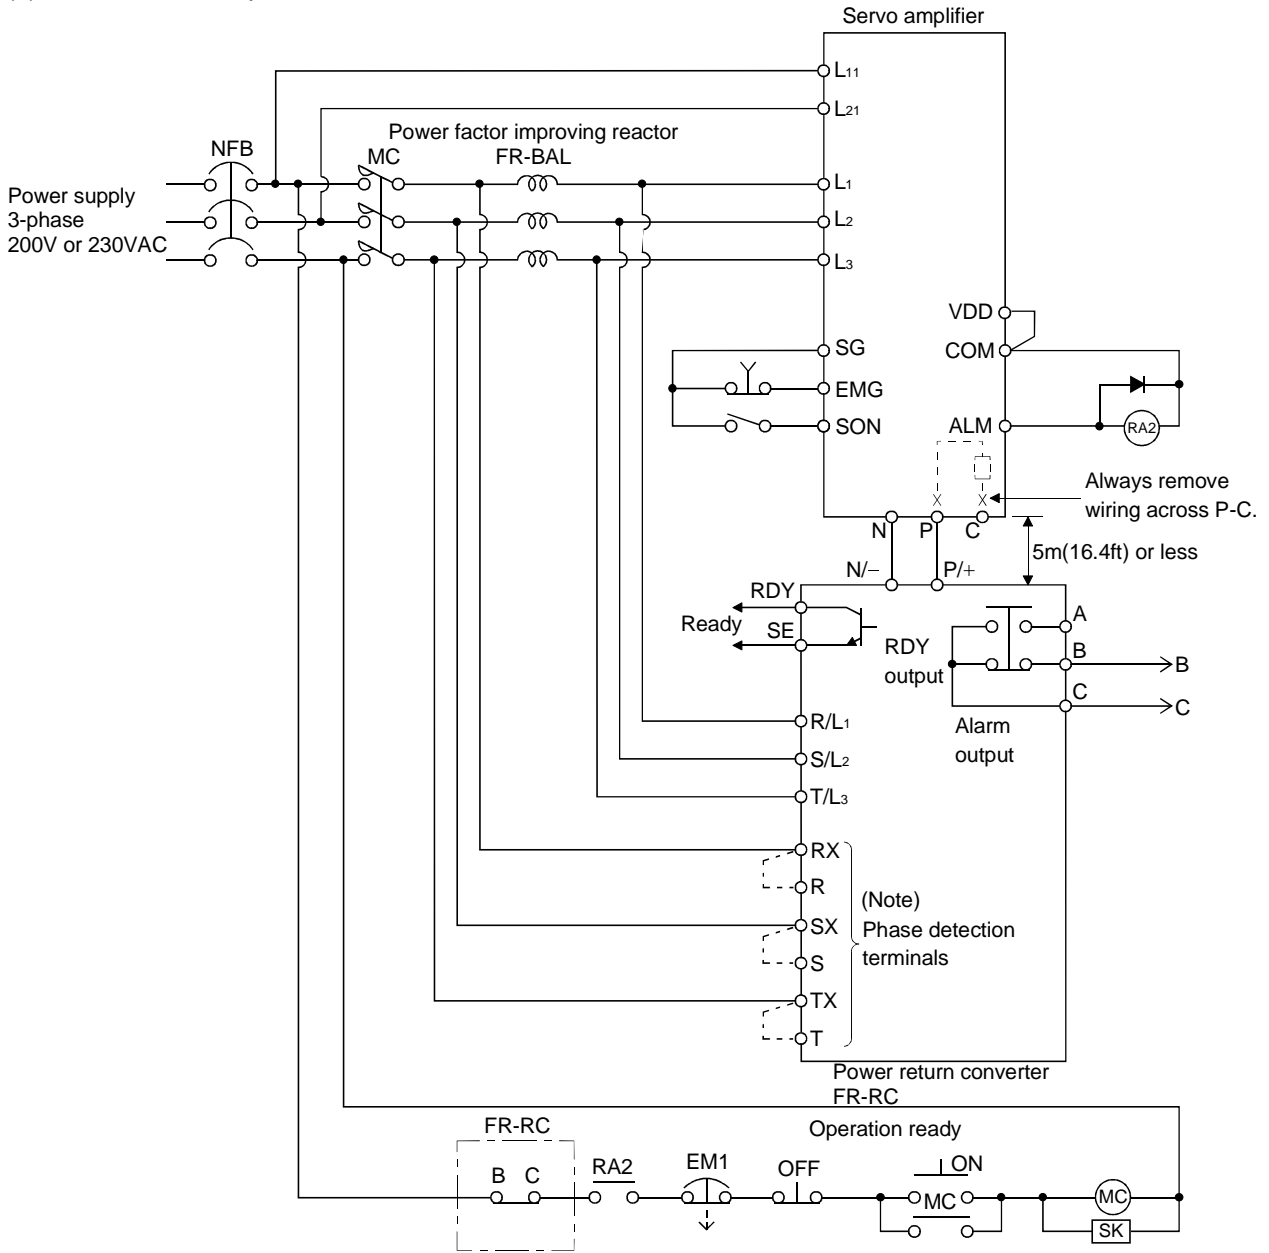 Servo amplifier
L11
L21
Power factor improving reactor
NFB
MC
FR-BAL
Power supply
3-phase
200V or 230VAC
L1
L2
L3
VDD
SG
COM
EMG
SON
ALM
RA2
Always remove
wiring across P-C.
N
P
C
5m(16.4ft) or less
N/−
P/+
RDY
Ready
SE
RDY
output
A
B
B
C
C
Alarm
output
R/L1
S/L2
T/L3
RX
R
(Note)
SX
Phase detection
terminals
S
TX
T
Power return converter
FR-RC
FR-RC
Operation ready
B
C
RA2
EM1
OFF
ON
MC
MC
SK